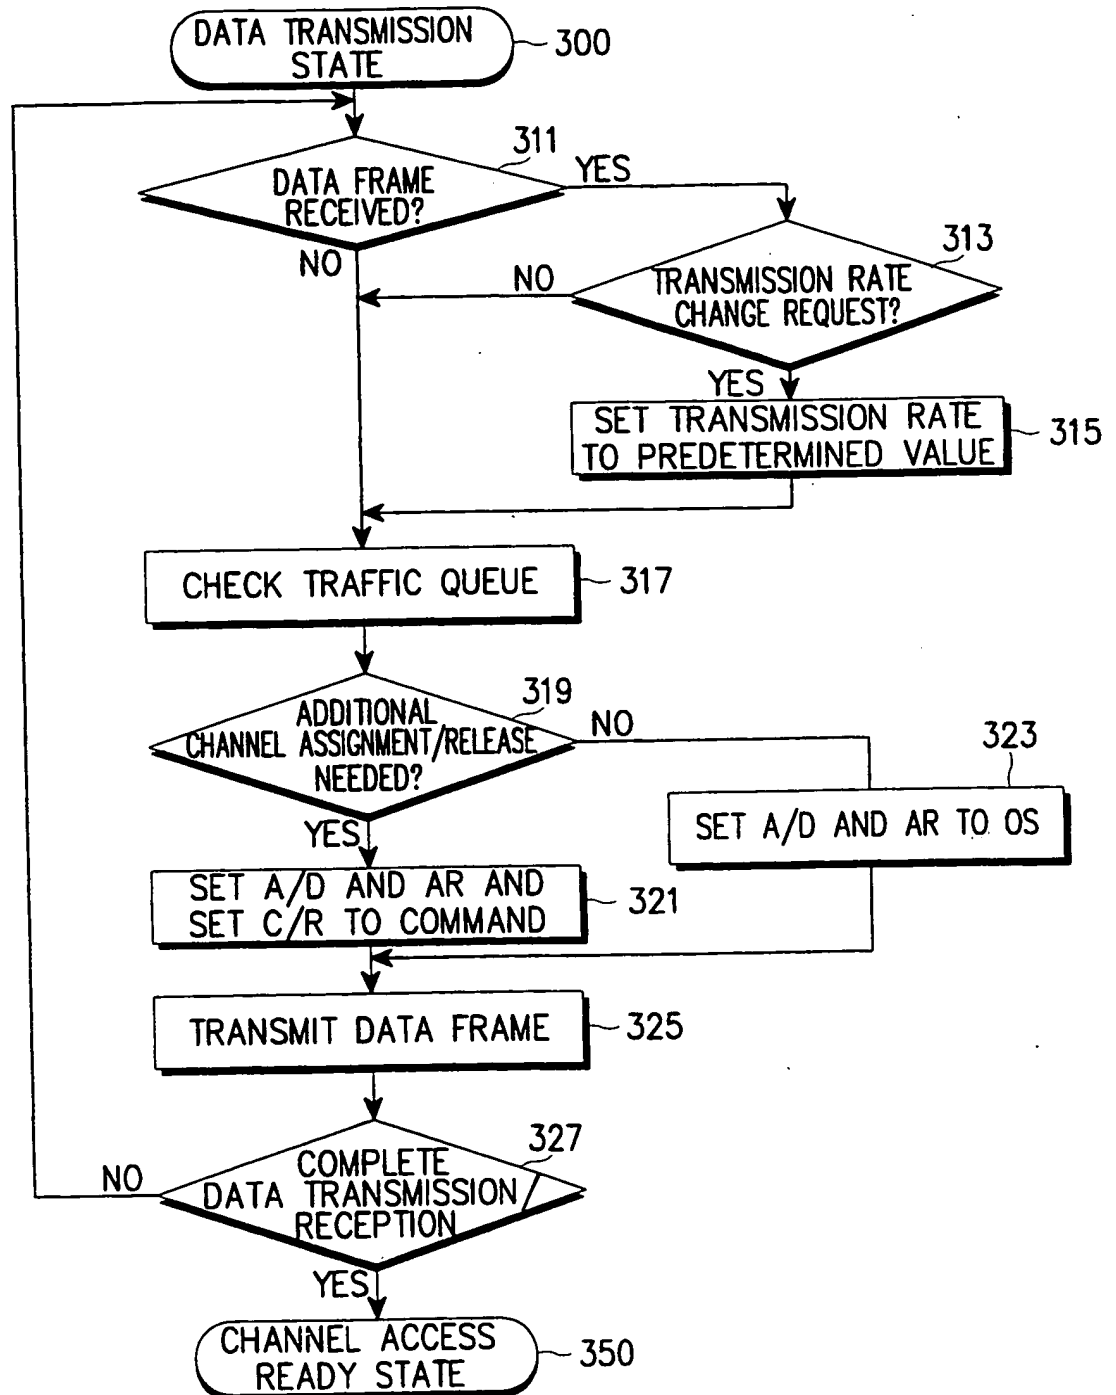 DATA TRANSMISSION
STATE
300
311
DATA FRAME
RECEIVED?
YES
NO
313
TRANSMISSION RATE
CHANGE REQUEST?
NO
YES
SET TRANSMISSION RATE
TO PREDETERMINED VALUE
315
CHECK TRAFFIC QUEUE
317
319
ADDITIONAL
CHANNEL ASSIGNMENT/RELEASE
NEEDED?
NO
YES
323
SET A/D AND AR TO OS
SET A/D AND AR AND
SET C/R TO COMMAND
321
TRANSMIT DATA FRAME
325
327
COMPLETE
DATA TRANSMISSION/
RECEPTION
NO
YES
CHANNEL ACCESS
READY STATE
350